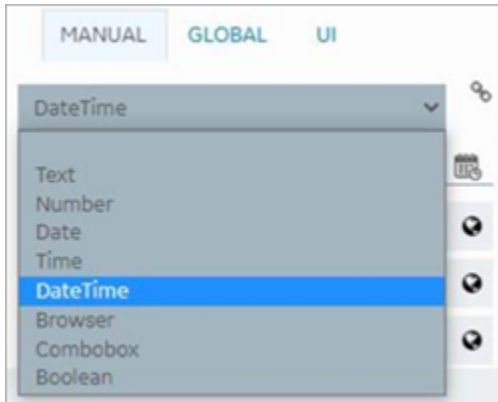 MANUAL GLOBAL UI
DateTime
Text
Number
Date
Time
DateTime
Browser
Combobox
Boolean